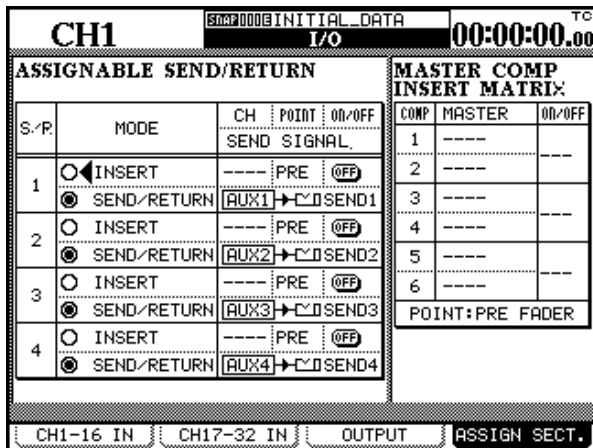 CH1
SNAP000 INITIAL_DATA
I/O
TC
00:00:00.00
ASSIGNABLE SEND/RETURN
S./R.
MODE
CH POINT ON/OFF
SEND SIGNAL
1
INSERT ---- PRE OFF
SEND/RETURN AUX1 SEND1
2
INSERT ---- PRE OFF
SEND/RETURN AUX2 SEND2
3
INSERT ---- PRE OFF
SEND/RETURN AUX3 SEND3
4
INSERT ---- PRE OFF
SEND/RETURN AUX4 SEND4
MASTER COMP
INSERT MATRIX
COMP MASTER ON/OFF
1 ----
---
2 ----
3 ----
---
4 ----
5 ----
---
6 ----
POINT:PRE FADER
CH1-16 IN CH17-32 IN OUTPUT ASSIGN SECT.